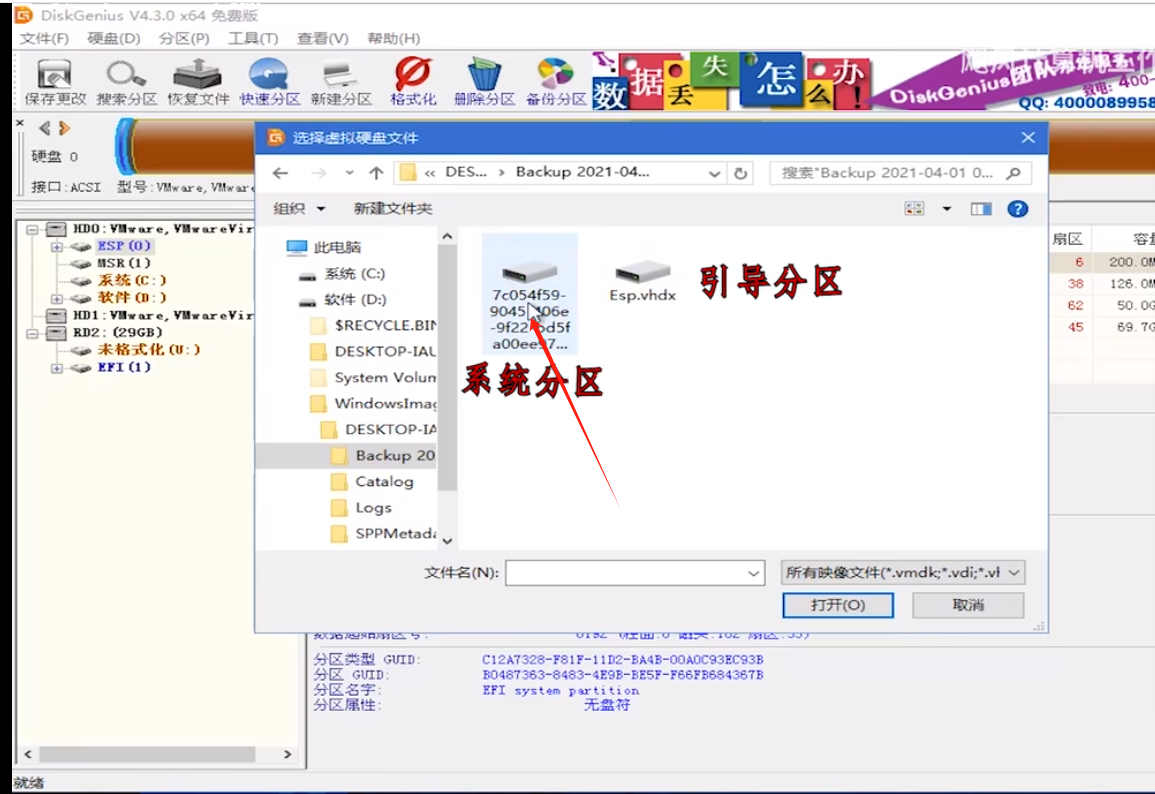 DiskGenius V4.3.0 x64 免费版
文件(F) 硬盘(D) 分区(P) 工具(T) 查看(V) 帮助(H)
保存更改 搜索分区 恢复文件 快速分区 新建分区 格式化 删除分区 备份分区
数据丢失怎么办!
DiskGenius团队
致电: 400-
QQ: 4000089958
硬盘 0
接口:ACSI 型号:VMware,VMware
选择虚拟硬盘文件
« DES... › Backup 2021-04...
搜索"Backup 2021-04-01 0...
组织 新建文件夹
HD0:VMware,VMwareVir
ESP(0)
MSR(1)
系统(C:)
软件(D:)
HD1:VMware,VMwareVir
RD2:(29GB)
未格式化(U:)
EFI(1)
此电脑
系统 (C:)
软件 (D:)
$RECYCLE.BIN
DESKTOP-IAU
System Volum
WindowsImag
DESKTOP-IA
Backup 20
Catalog
Logs
SPPMetada
7c054f59-
a00ee97...
Esp.vhdx
引导分区
系统分区
扇区 容量
6 200.0M
38 126.0M
62 50.0G
45 69.7G
文件名(N):
所有映像文件(*.vmdk;*.vdi;*.vh
打开(O) 取消
分区类型 GUID: C12A7328-F81F-11D2-BA4B-00A0C93EC93B
分区 GUID: B0487363-8483-4E9B-BE5F-F66FB684367B
分区名字: EFI system partition
分区属性: 无盘符
就绪